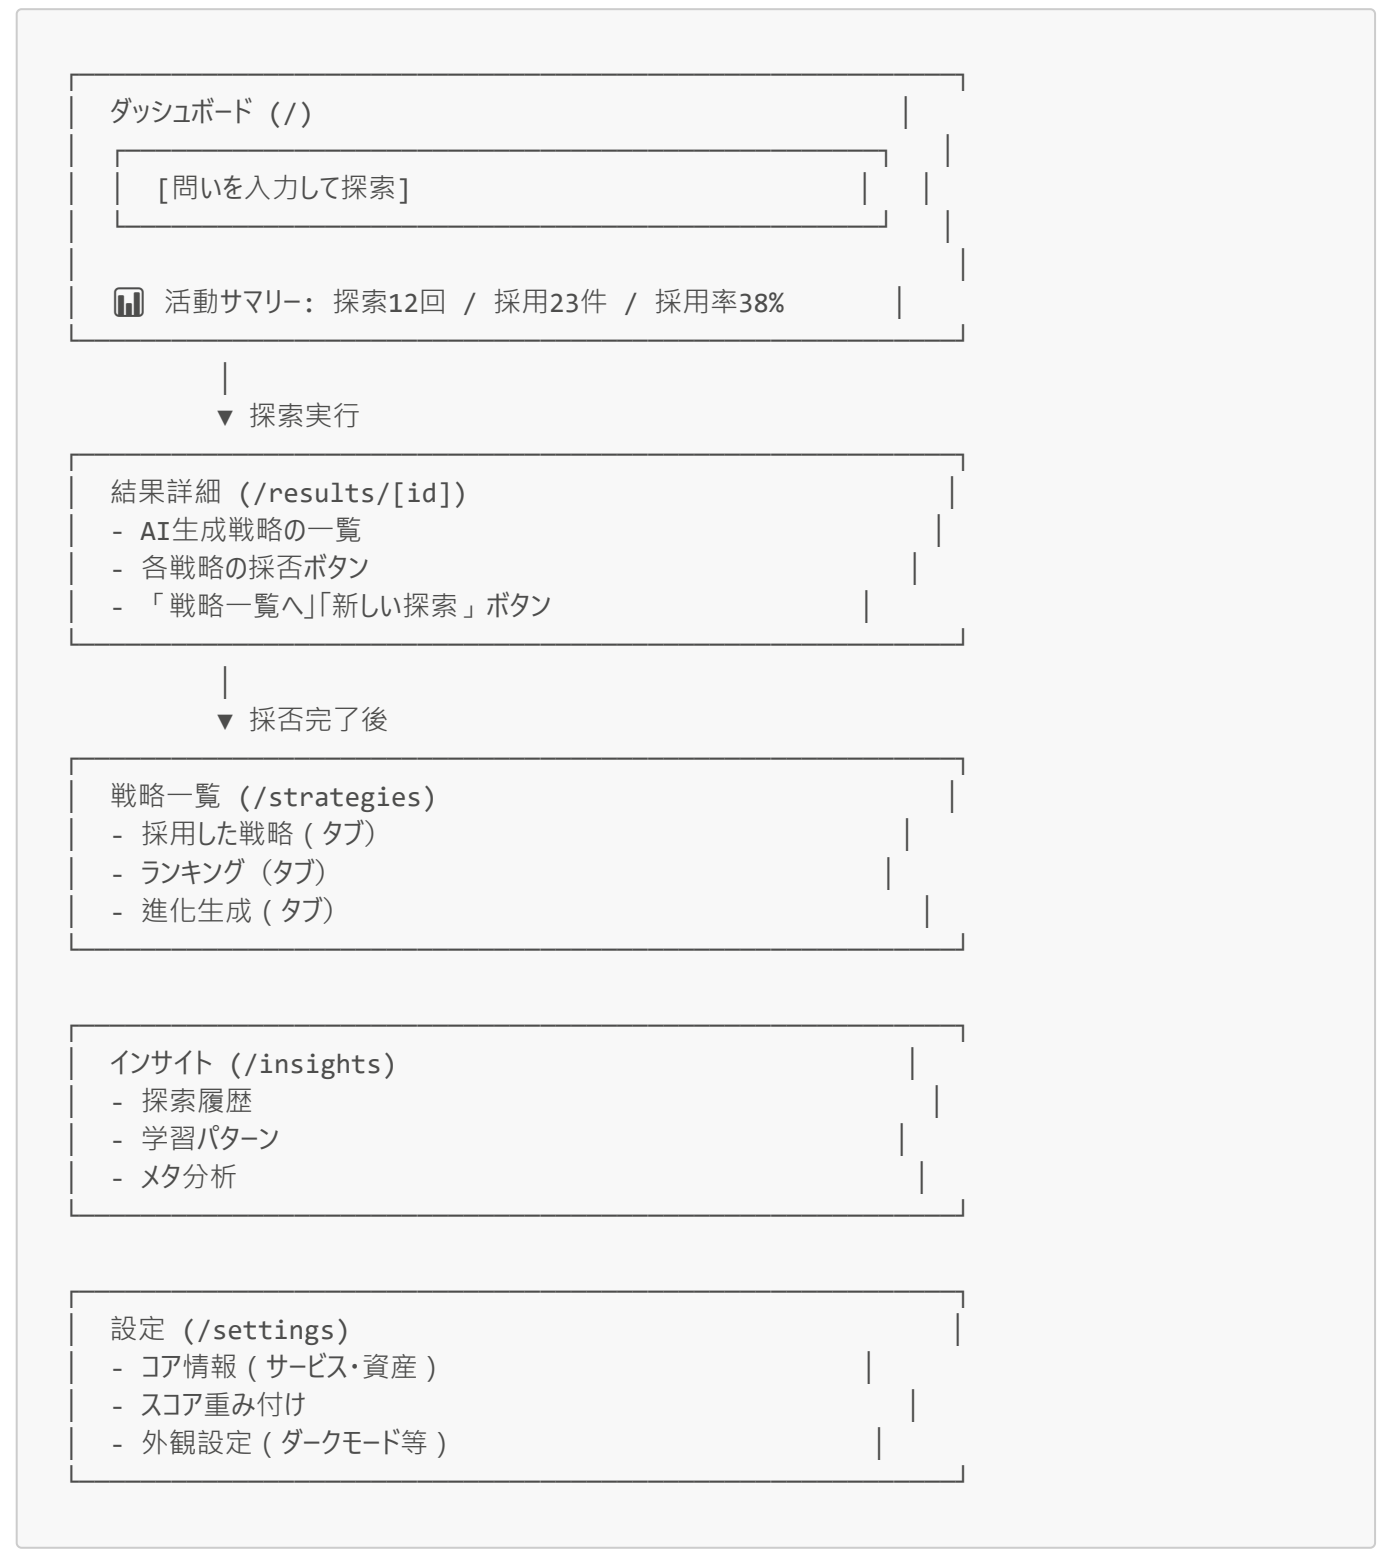 ダッシュボード (/)
[問いを入力して探索]
📊 活動サマリー: 探索12回 / 採用23件 / 採用率38%
▼ 探索実行
結果詳細 (/results/[id])
- AI生成戦略の一覧
- 各戦略の採否ボタン
- 「戦略一覧へ」「新しい探索」ボタン
▼ 採否完了後
戦略一覧 (/strategies)
- 採用した戦略（タブ）
- ランキング（タブ）
- 進化生成（タブ）
インサイト (/insights)
- 探索履歴
- 学習パターン
- メタ分析
設定 (/settings)
- コア情報（サービス・資産）
- スコア重み付け
- 外観設定（ダークモード等）